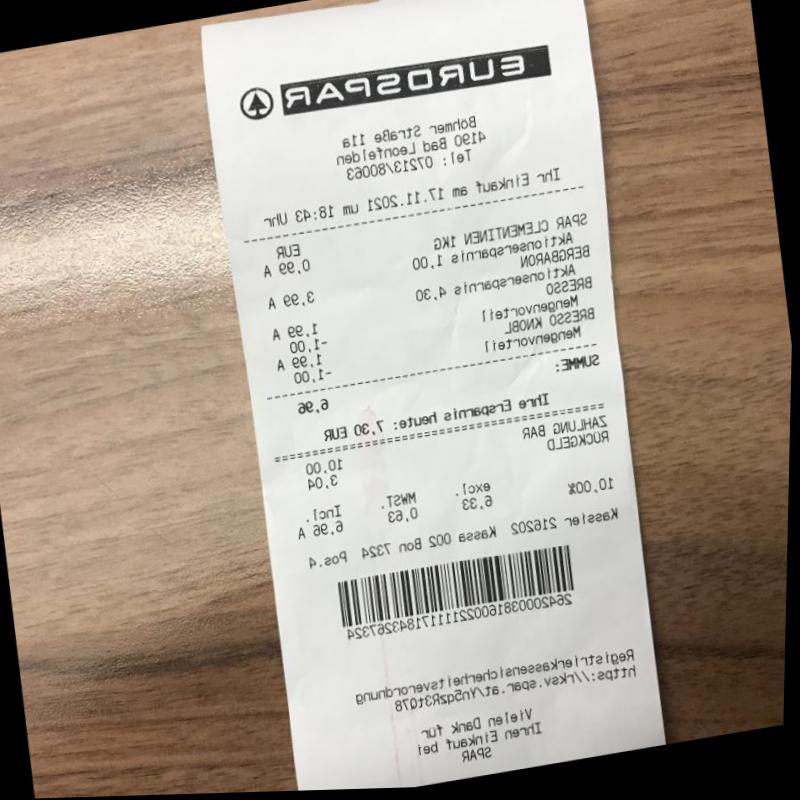 EUROSPAR
Böhmer Straße 11a
4190 Bad Leonfelden
Tel: 07213/80063
Ihr Einkauf am 17.11.2021 um 18:43 Uhr
EUR
SPAR CLEMENTINEN 1KG 0,99 A
Aktionsersparnis 1,00
BERGBARON 3,99 A
Aktionsersparnis 4,30
BRESSO 1,99 A
Mengenvorteil -1,00
BRESSO KNOBL 1,99 A
Mengenvorteil -1,00
SUMME: 6,96
Ihre Ersparnis heute: 7,30 EUR
ZAHLUNG BAR 10,00
RÜCKGELD 3,04
excl. MWST. Incl.
10,00% 6,33 0,63 6,96 A
Kassier 216202 Kassa 002 Bon 7324 Pos.4
Registrierkassensicherheitsverordnung
https://rksv.spar.at/Yn5qzR3tQ78
Vielen Dank für
Ihren Einkauf bei
SPAR